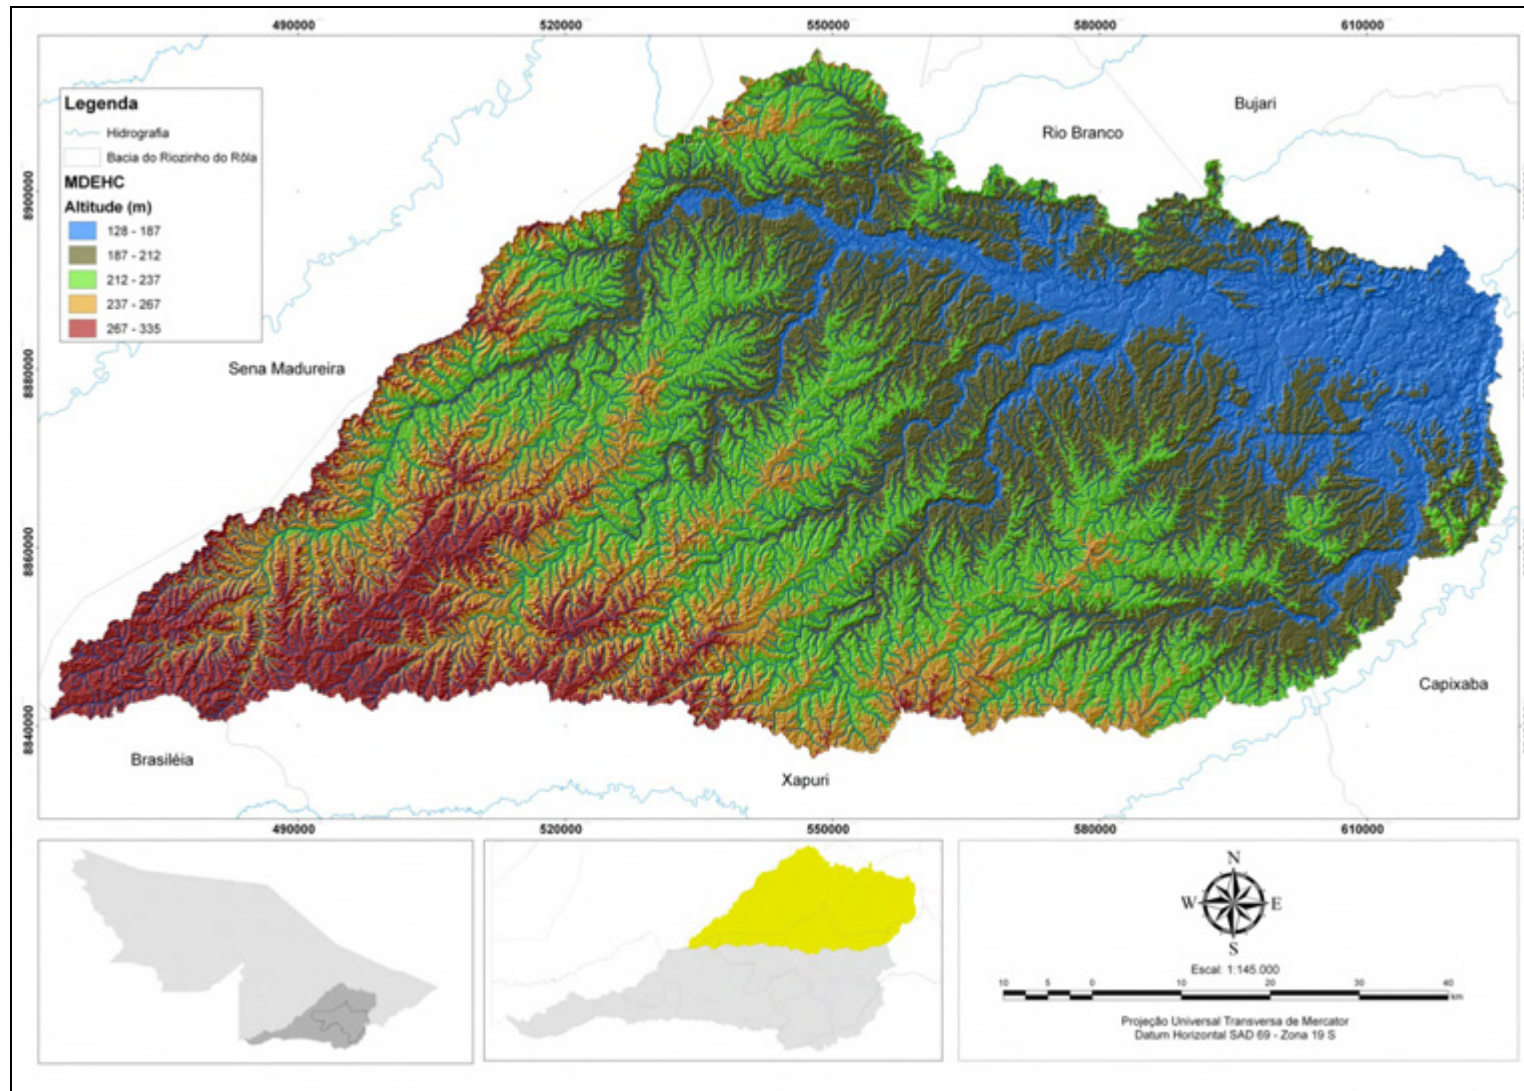 490000 520000 550000 580000 610000
Legenda
Hidrografia
Bacia do Riozinho do Rôla
MDEHC
Altitude (m)
128 - 187
187 - 212
212 - 237
237 - 267
267 - 335
Bujari
Rio Branco
Sena Madureira
Capixaba
Brasiléia
Xapuri
8900000
8880000
8860000
8840000
490000 520000 550000 580000 610000
N
W E
S
Escal: 1:145.000
10 5 0 10 20 30 40
km
Projeção Universal Transversa de Mercator
Datum Horizontal SAD 69 - Zona 19 S